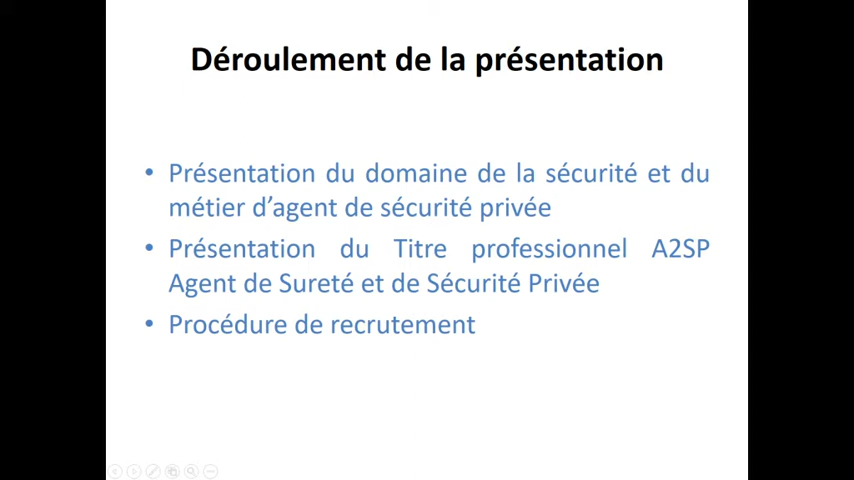 Déroulement de la présentation
• Présentation du domaine de la sécurité et du
métier d’agent de sécurité privée
• Présentation du Titre professionnel A2SP
Agent de Sureté et de Sécurité Privée
• Procédure de recrutement